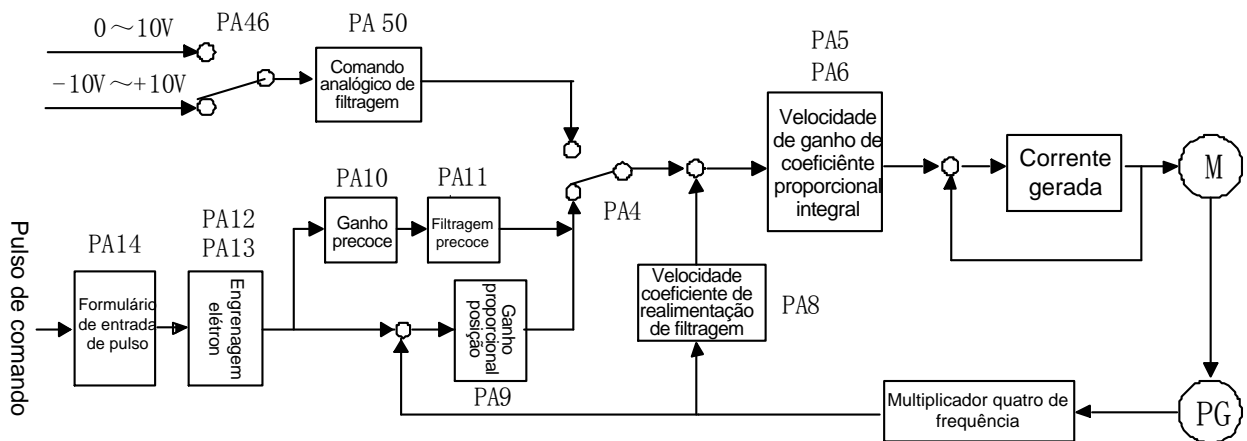 0～10V
PA46
-10V～+10V
PA 50
Comando
analógico de
filtragem
PA5
PA6
Velocidade
de ganho de
coeficiênte
proporcional
integral
Corrente
gerada
M
PA10
Ganho
precoce
PA11
Filtragem
precoce
PA4
Pulso de comando
PA14
Formulário
de entrada
de pulso
PA12
PA13
Engrenagem
elétron
Ganho
proporcional
posição
PA9
Velocidade
coeficiente de
realimentação
de filtragem
PA8
Multiplicador quatro de
frequência
PG